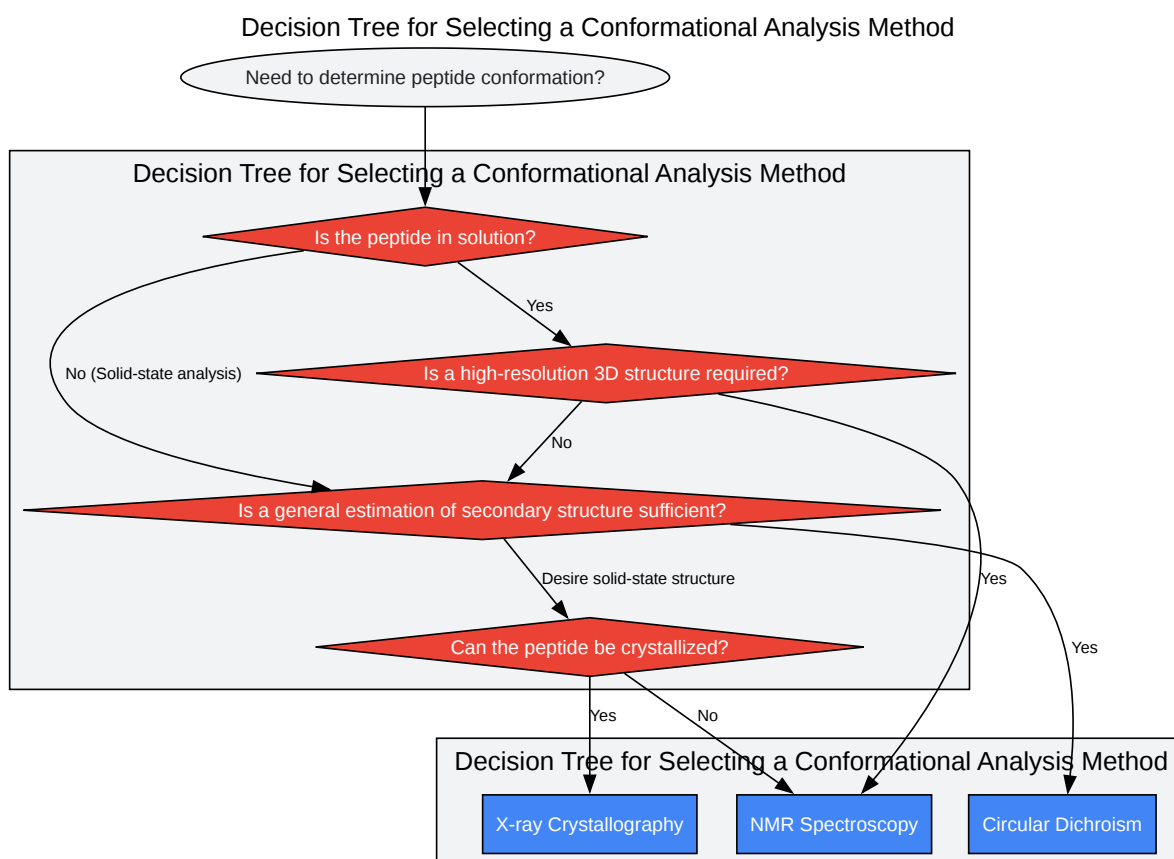 Decision Tree for Selecting a Conformational Analysis Method
Need to determine peptide conformation?
Decision Tree for Selecting a Conformational Analysis Method
Is the peptide in solution?
Yes
No (Solid-state analysis)
Is a high-resolution 3D structure required?
No
Is a general estimation of secondary structure sufficient?
Desire solid-state structure
Yes
Can the peptide be crystallized?
Yes
Yes
No
Decision Tree for Selecting a Conformational Analysis Method
X-ray Crystallography
NMR Spectroscopy
Circular Dichroism